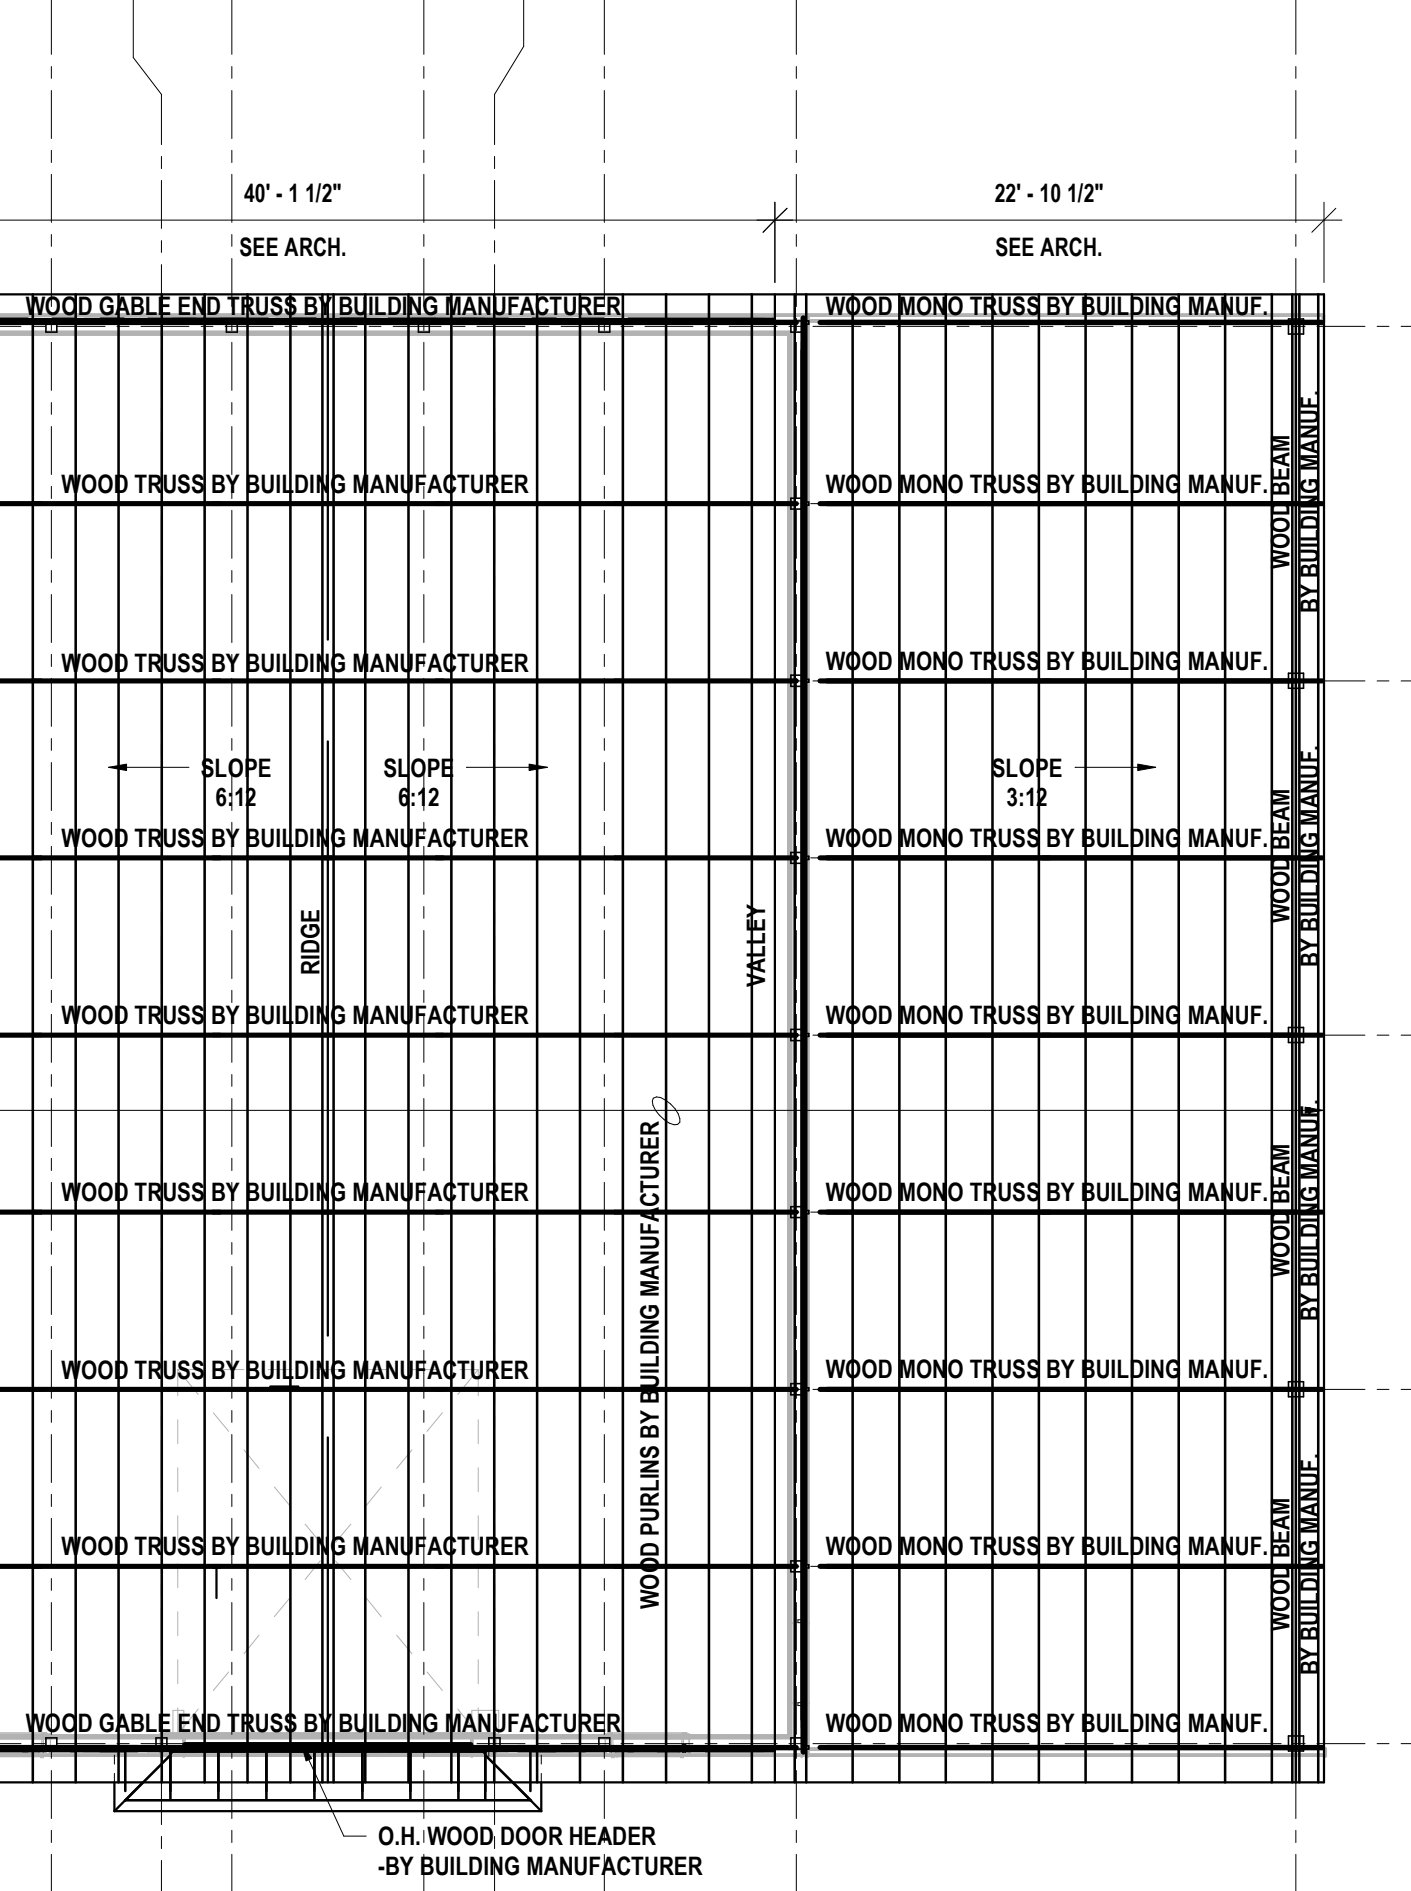 40' - 1 1/2"
22' - 10 1/2"
SEE ARCH.
SEE ARCH.
WOOD GABLE END TRUSS BY BUILDING MANUFACTURER
WOOD MONO TRUSS BY BUILDING MANUF.
WOOD BEAM
BY BUILDING MANUF.
WOOD TRUSS BY BUILDING MANUFACTURER
WOOD MONO TRUSS BY BUILDING MANUF.
WOOD TRUSS BY BUILDING MANUFACTURER
WOOD MONO TRUSS BY BUILDING MANUF.
SLOPE
6:12
SLOPE
6:12
SLOPE
3:12
WOOD BEAM
BY BUILDING MANUF.
WOOD TRUSS BY BUILDING MANUFACTURER
WOOD MONO TRUSS BY BUILDING MANUF.
RIDGE
VALLEY
WOOD TRUSS BY BUILDING MANUFACTURER
WOOD MONO TRUSS BY BUILDING MANUF.
WOOD PURLINS BY BUILDING MANUFACTURER
WOOD BEAM
BY BUILDING MANUF.
WOOD TRUSS BY BUILDING MANUFACTURER
WOOD MONO TRUSS BY BUILDING MANUF.
WOOD TRUSS BY BUILDING MANUFACTURER
WOOD MONO TRUSS BY BUILDING MANUF.
WOOD BEAM
BY BUILDING MANUF.
WOOD TRUSS BY BUILDING MANUFACTURER
WOOD MONO TRUSS BY BUILDING MANUF.
WOOD GABLE END TRUSS BY BUILDING MANUFACTURER
WOOD MONO TRUSS BY BUILDING MANUF.
O.H. WOOD DOOR HEADER
-BY BUILDING MANUFACTURER